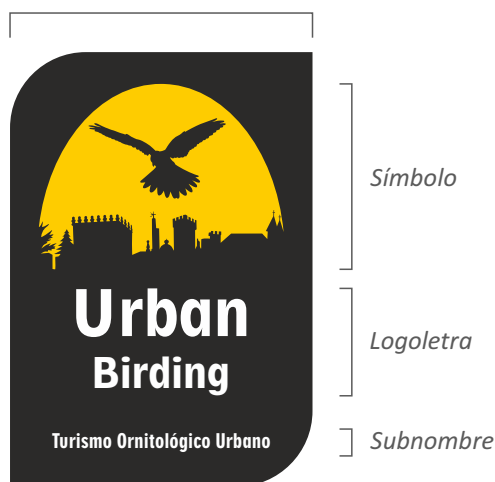 Símbolo
Urban
Birding
Logoletra
Turismo Ornitológico Urbano
Subnombre